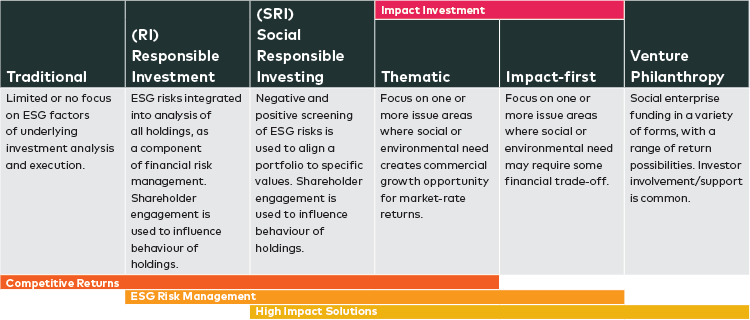 Impact Investment
Traditional
(RI)
Responsible
Investment
(SRI)
Social
Responsible
Investing
Thematic
Impact-first
Venture
Philanthropy
Limited or no focus
on ESG factors
of underlying
investment analysis
and execution.
ESG risks integrated
into analysis of
all holdings, as
a component
of financial risk
management.
Shareholder
engagement is
used to influence
behaviour of
holdings.
Negative and
positive screening
of ESG risks is
used to align a
portfolio to specific
values. Shareholder
engagement is
used to influence
behaviour of
holdings.
Focus on one or
more issue areas
where social or
environmental need
creates commercial
growth opportunity
for market-rate
returns.
Focus on one or
more issue areas
where social or
environmental need
may require some
financial trade-off.
Social enterprise
funding in a variety
of forms, with a
range of return
possibilities. Investor
involvement/support
is common.
Competitive Returns
ESG Risk Management
High Impact Solutions